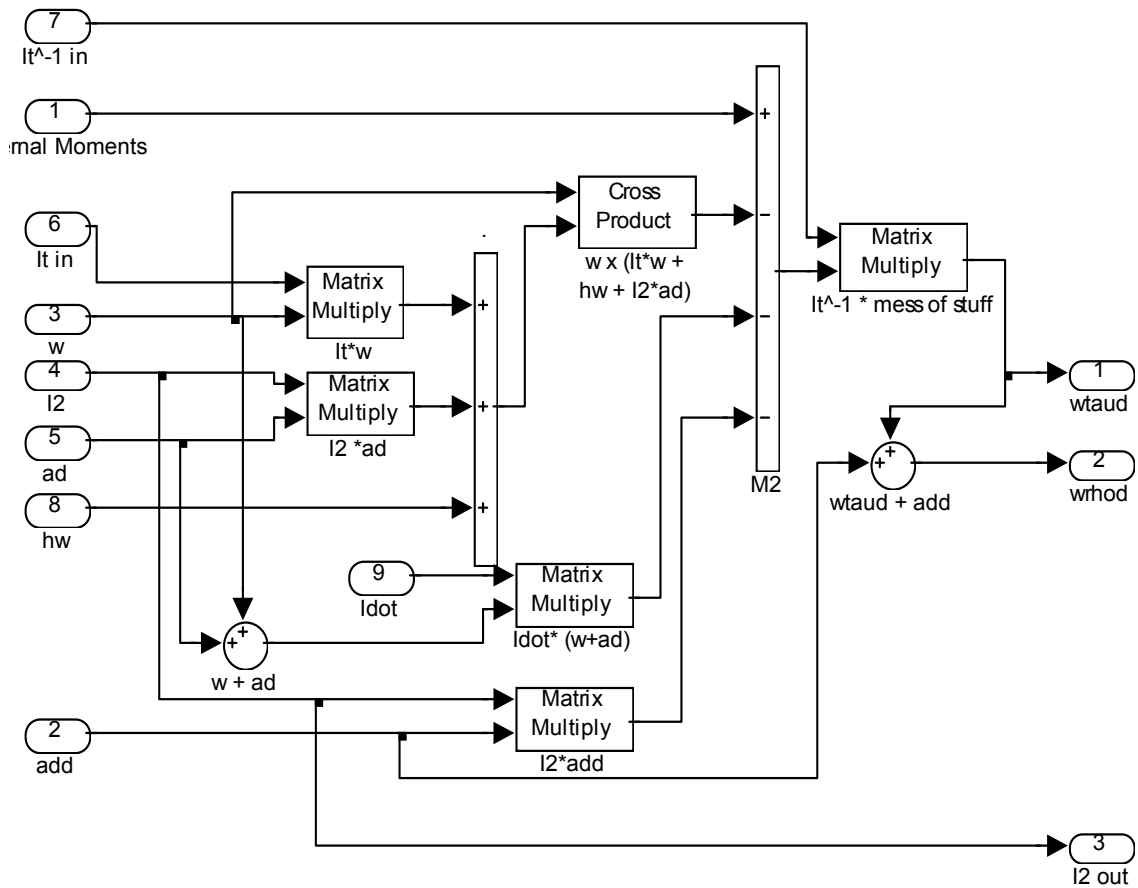 7
It^-1 in
1
ernal Moments
6
It in
3
w
4
I2
5
ad
8
hw
Matrix
Multiply
It*w
Matrix
Multiply
I2 *ad
+
+
+
Cross
Product
w x (It*w +
hw + I2*ad)
9
Idot
+
+
w + ad
Matrix
Multiply
Idot* (w+ad)
2
add
Matrix
Multiply
I2*add
+
−
−
−
M2
Matrix
Multiply
It^-1 * mess of stuff
+
+
wtaud + add
1
wtaud
2
wrhod
3
I2 out